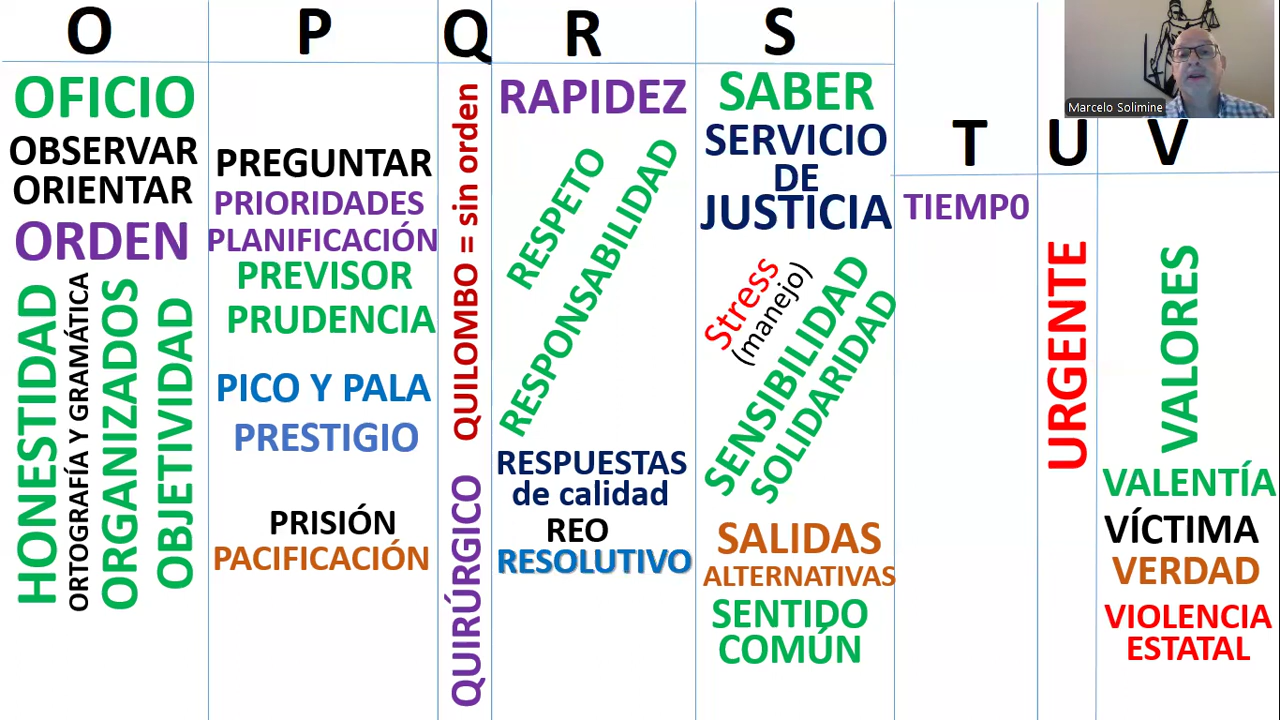 O
OFICIO
OBSERVAR
ORIENTAR
ORDEN
HONESTIDAD
ORTOGRAFÍA Y GRAMÁTICA
ORGANIZADOS
OBJETIVIDAD
P
PREGUNTAR
PRIORIDADES
PLANIFICACIÓN
PREVISOR
PRUDENCIA
PICO Y PALA
PRESTIGIO
PRISIÓN
PACIFICACIÓN
Q
QUILOMBO = sin orden
QUIRÚRGICO
R
RAPIDEZ
RESPETO
RESPONSABILIDAD
RESPUESTAS
de calidad
REO
RESOLUTIVO
S
SABER
SERVICIO
DE
JUSTICIA
Stress
(manejo)
SENSIBILIDAD
SOLIDARIDAD
SALIDAS
ALTERNATIVAS
SENTIDO
COMÚN
T
TIEMP0
U
URGENTE
V
VALORES
VALENTÍA
VÍCTIMA
VERDAD
VIOLENCIA
ESTATAL
Marcelo Solimine